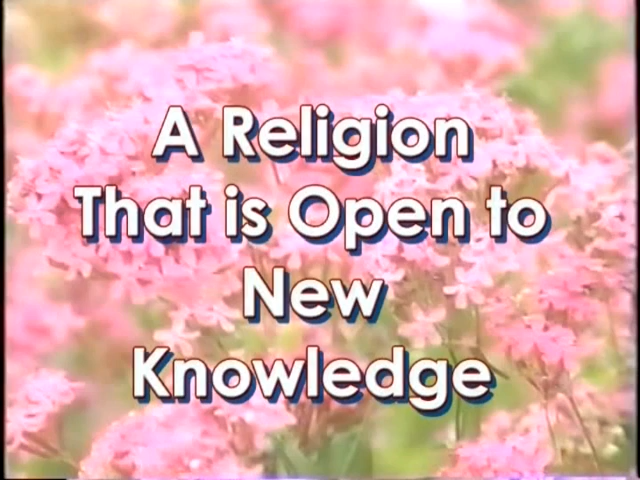 A Religion
That is Open to
New
Knowledge